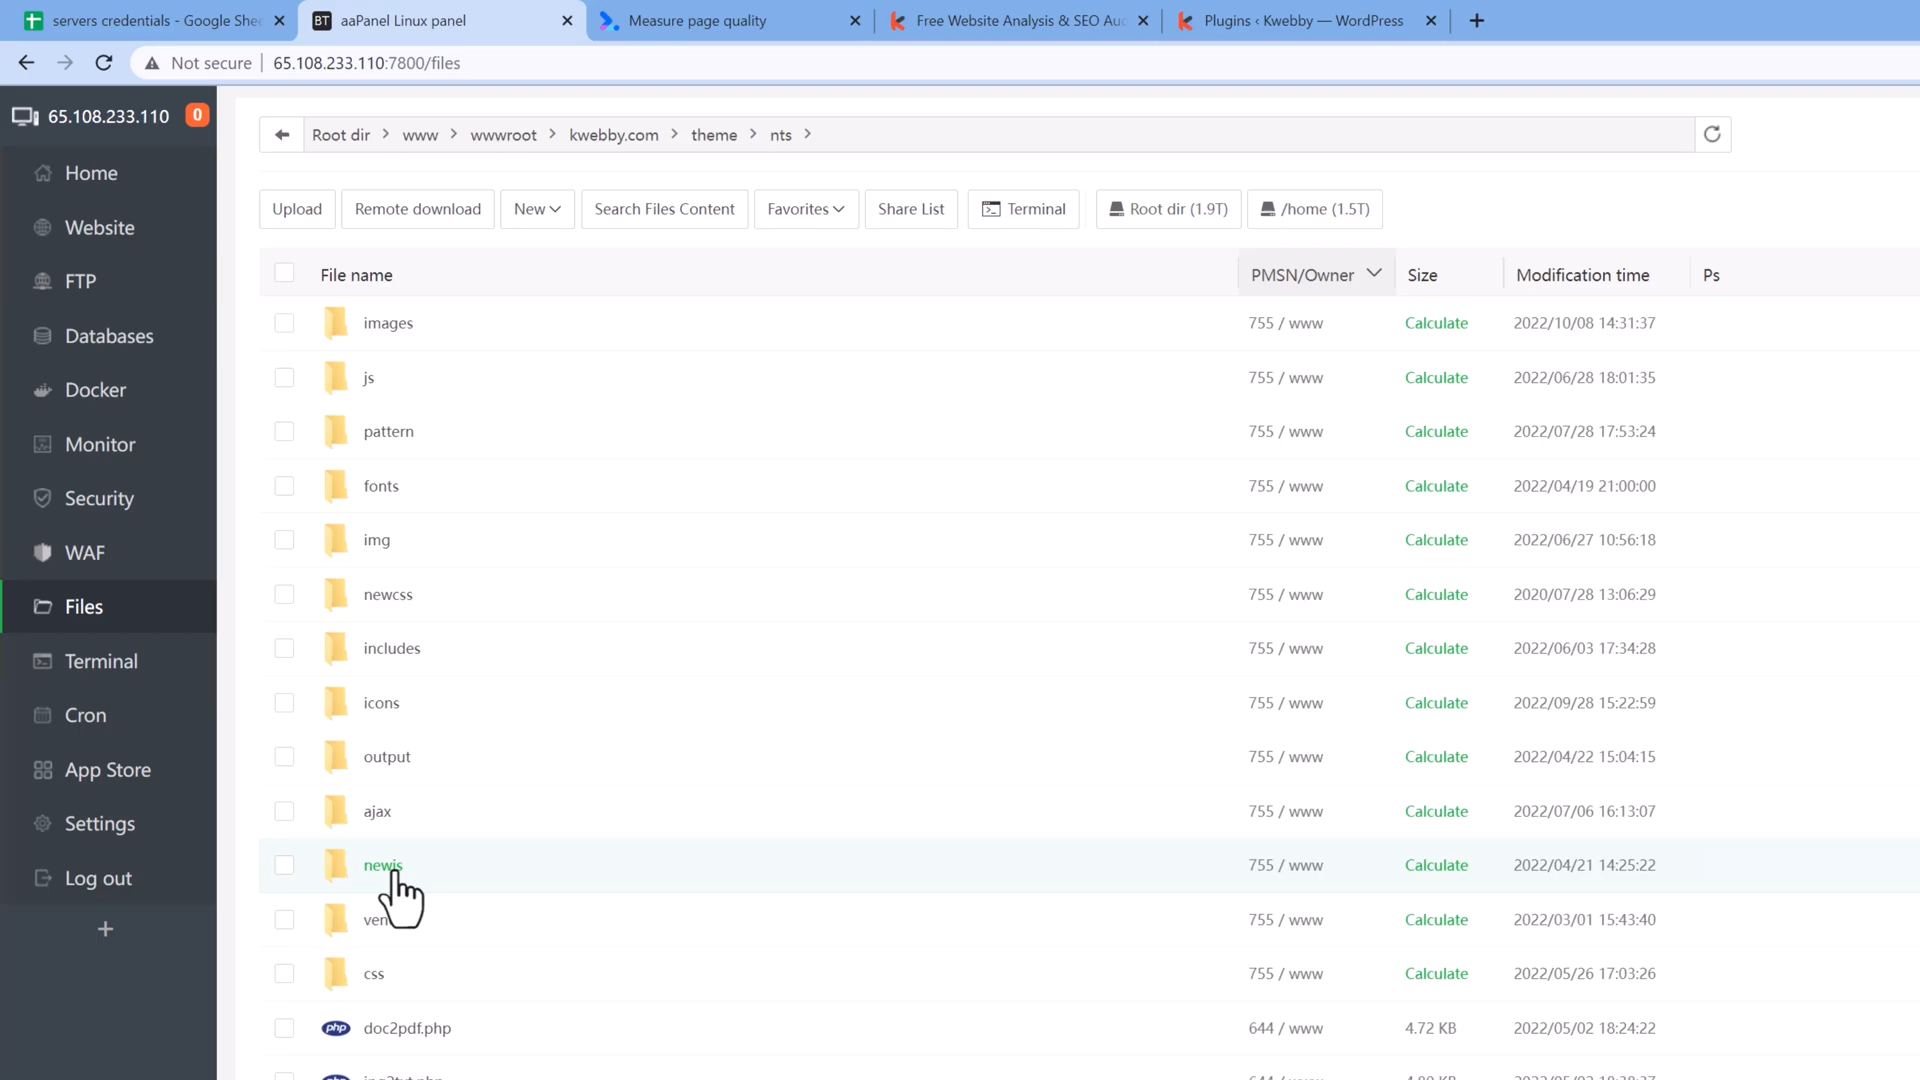 servers credentials - Google Shee
aaPanel Linux panel
Measure page quality
Free Website Analysis & SEO Au
Plugins ‹ Kwebby — WordPress
Not secure
65.108.233.110:7800/files
65.108.233.110
0
Home
Website
FTP
Databases
Docker
Monitor
Security
WAF
Files
Terminal
Cron
App Store
Settings
Log out
+
Root dir > www > wwwroot > kwebby.com > theme > nts >
Upload
Remote download
New
Search Files Content
Favorites
Share List
Terminal
Root dir (1.9T)
/home (1.5T)
File name PMSN/Owner Size Modification time Ps
images 755 / www Calculate 2022/10/08 14:31:37
js 755 / www Calculate 2022/06/28 18:01:35
pattern 755 / www Calculate 2022/07/28 17:53:24
fonts 755 / www Calculate 2022/04/19 21:00:00
img 755 / www Calculate 2022/06/27 10:56:18
newcss 755 / www Calculate 2020/07/28 13:06:29
includes 755 / www Calculate 2022/06/03 17:34:28
icons 755 / www Calculate 2022/09/28 15:22:59
output 755 / www Calculate 2022/04/22 15:04:15
ajax 755 / www Calculate 2022/07/06 16:13:07
newjs 755 / www Calculate 2022/04/21 14:25:22
755 / www Calculate 2022/03/01 15:43:40
css 755 / www Calculate 2022/05/26 17:03:26
php doc2pdf.php 644 / www 4.72 KB 2022/05/02 18:24:22